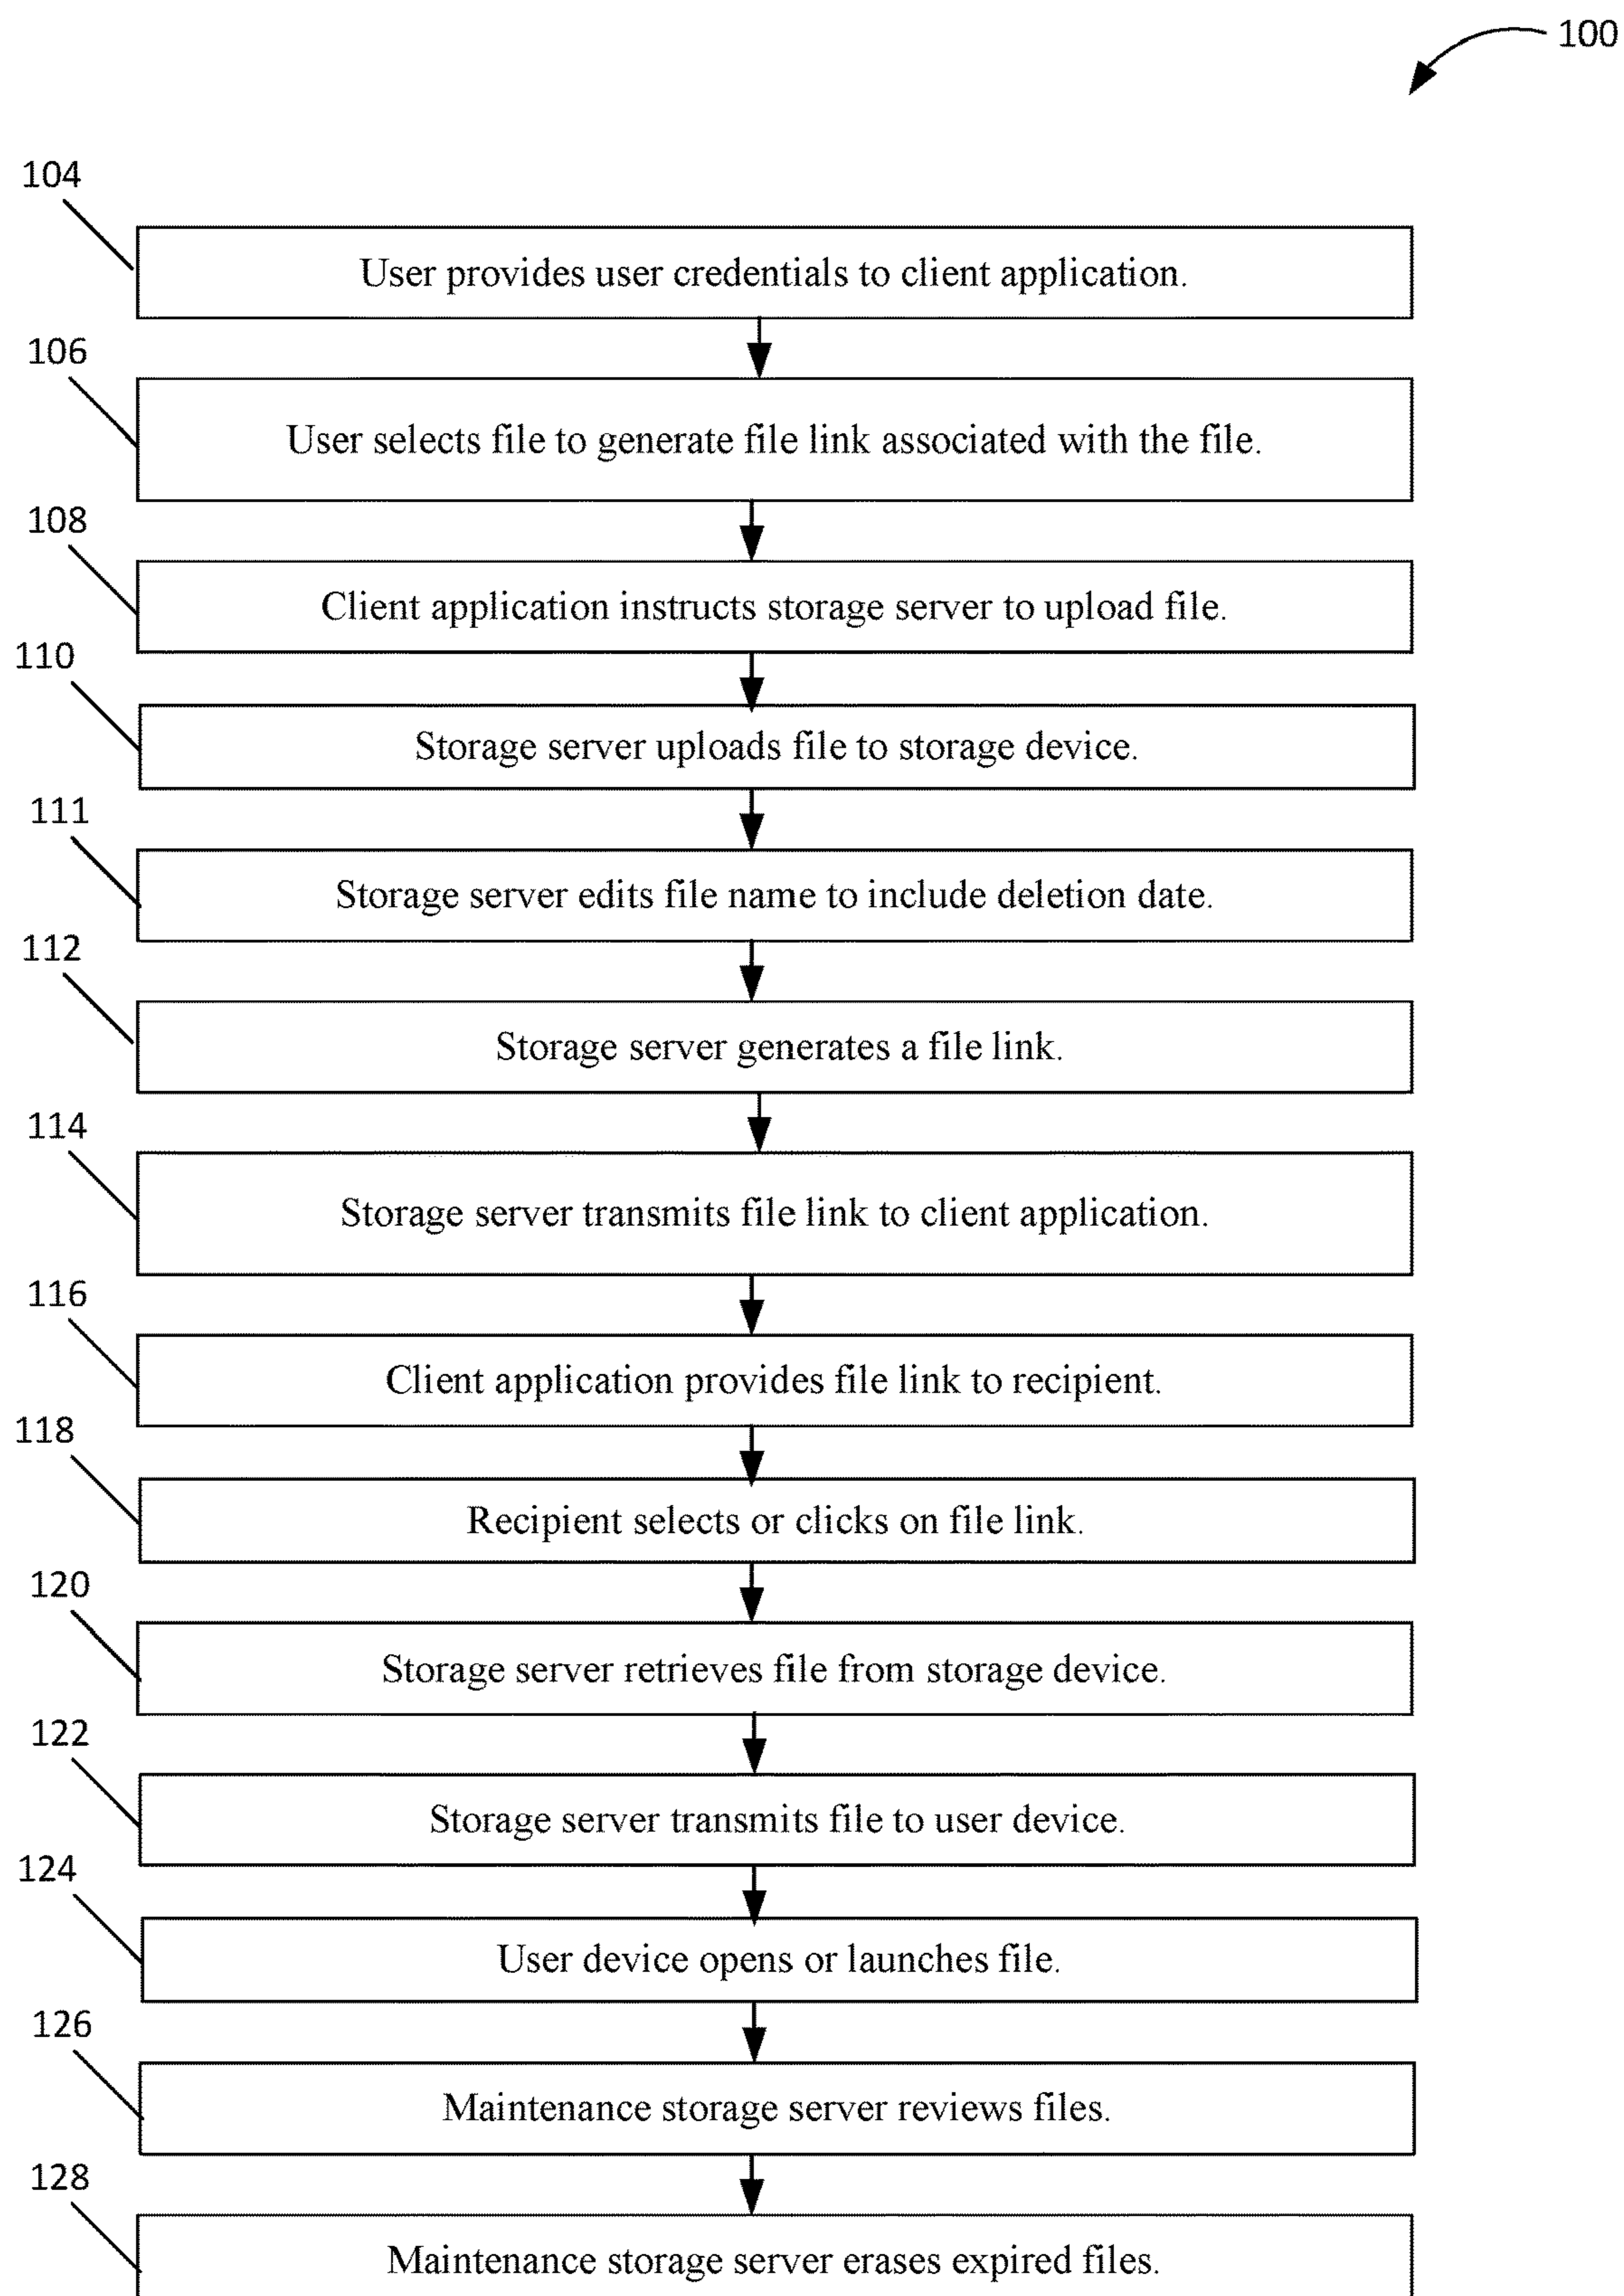 100
104
User provides user credentials to client application.
106
User selects file to generate file link associated with the file.
108
Client application instructs storage server to upload file.
110
Storage server uploads file to storage device.
111
Storage server edits file name to include deletion date.
112
Storage server generates a file link.
114
Storage server transmits file link to client application.
116
Client application provides file link to recipient.
118
Recipient selects or clicks on file link.
120
Storage server retrieves file from storage device.
122
Storage server transmits file to user device.
124
User device opens or launches file.
126
Maintenance storage server reviews files.
128
Maintenance storage server erases expired files.